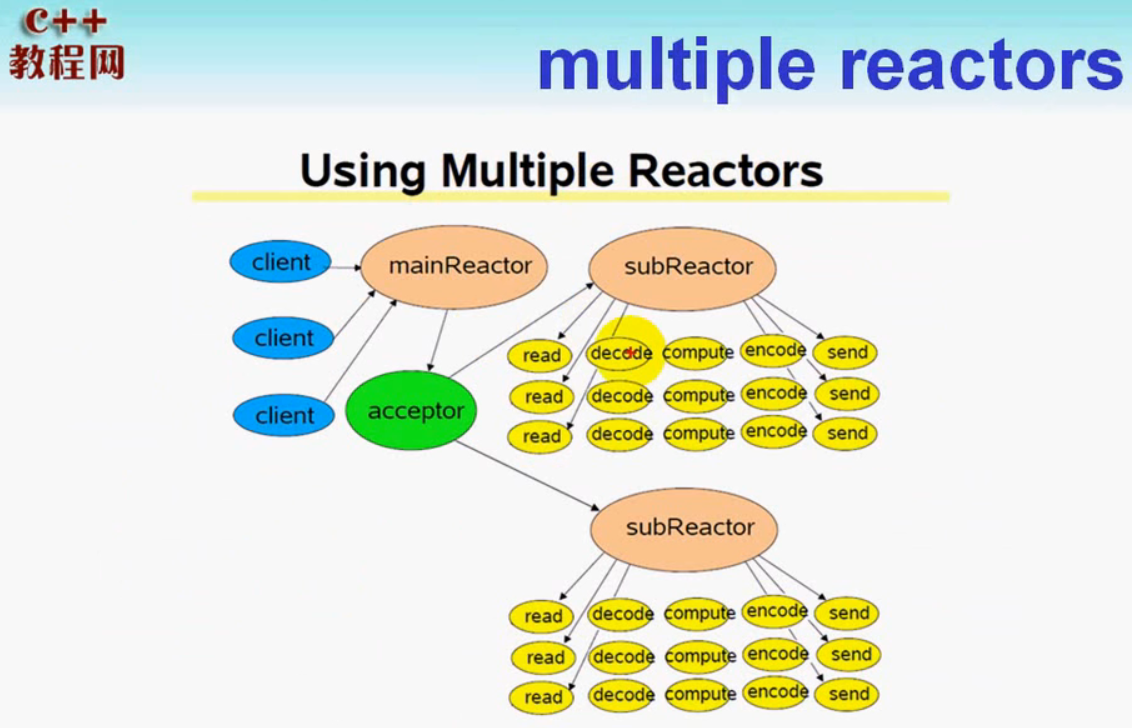 C++
教程网
multiple reactors
Using Multiple Reactors
client
mainReactor
subReactor
client
client
acceptor
read decode compute encode send
read decode compute encode send
read decode compute encode send
subReactor
read decode compute encode send
read decode compute encode send
read decode compute encode send